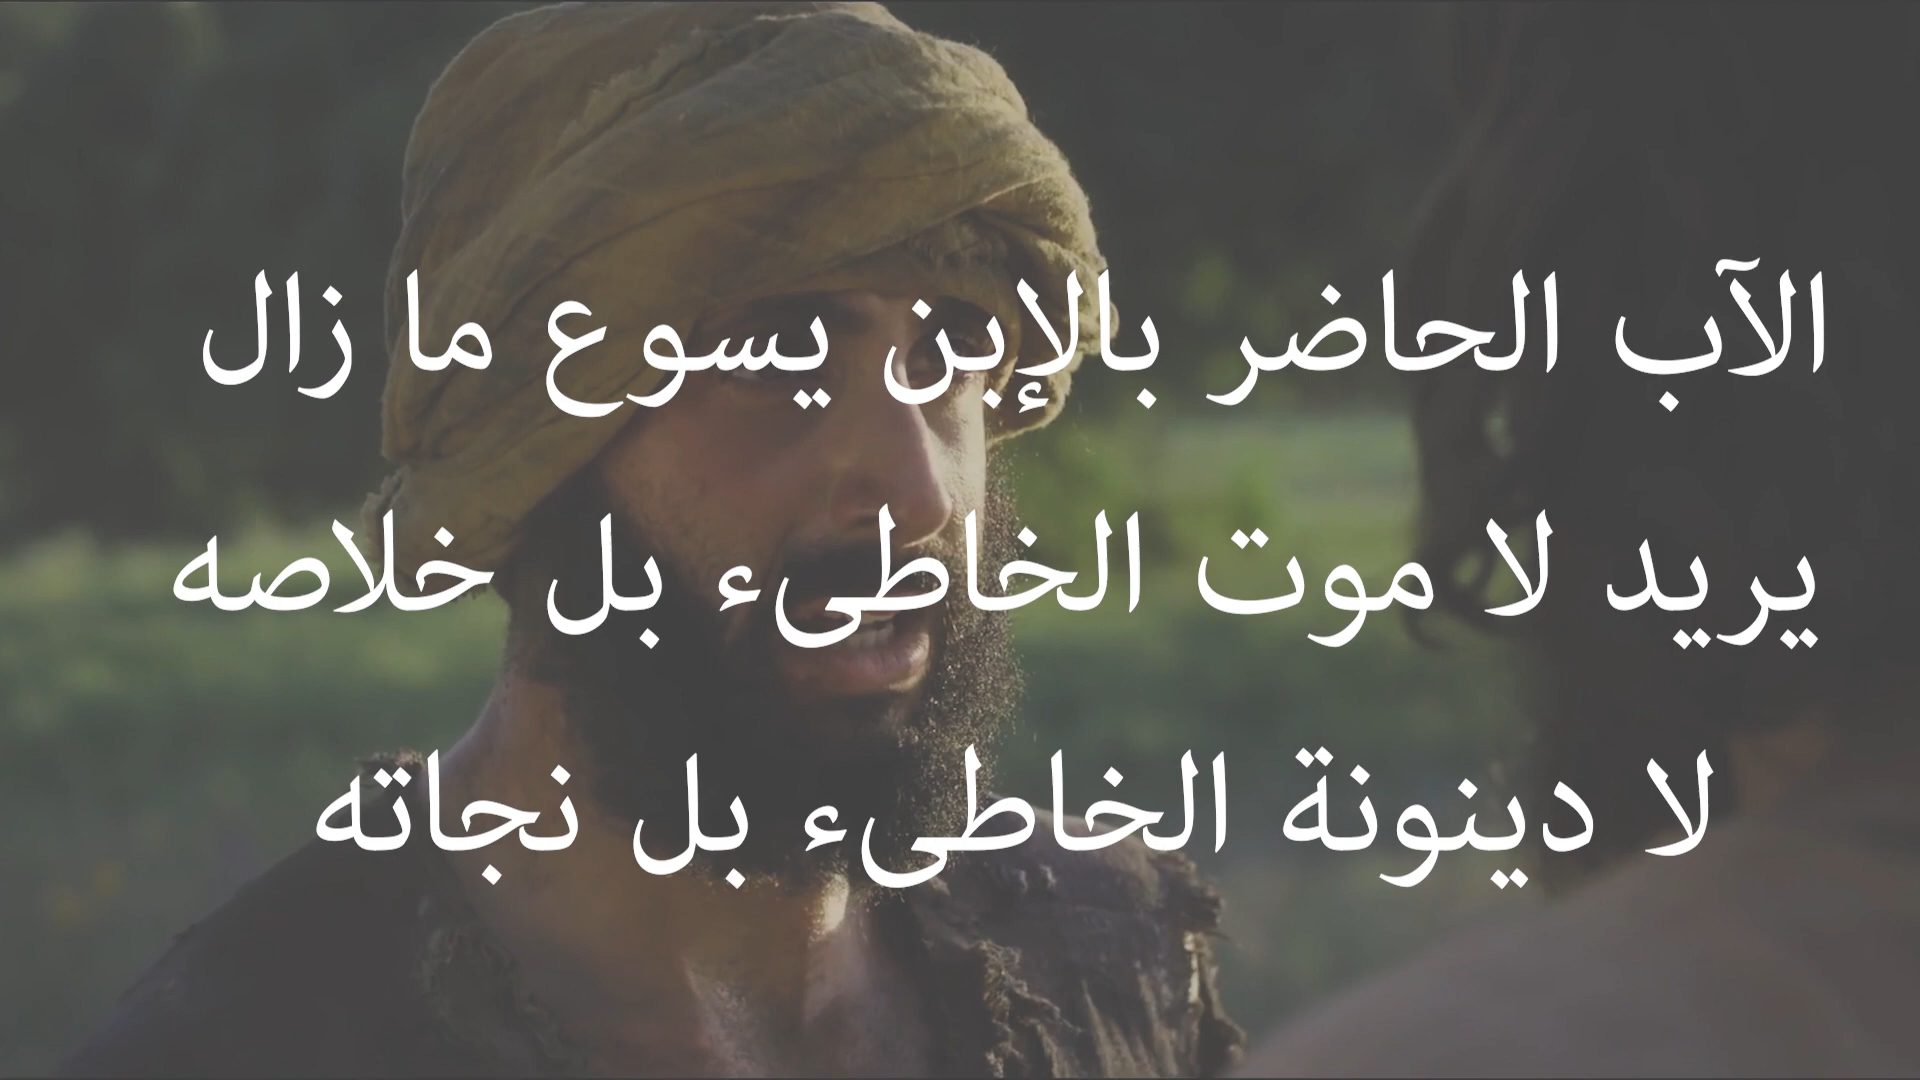 الآب الحاضر بالإبن يسوع ما زال
يريد لا موت الخاطىء بل خلاصه
لا دينونة الخاطىء بل نجاته